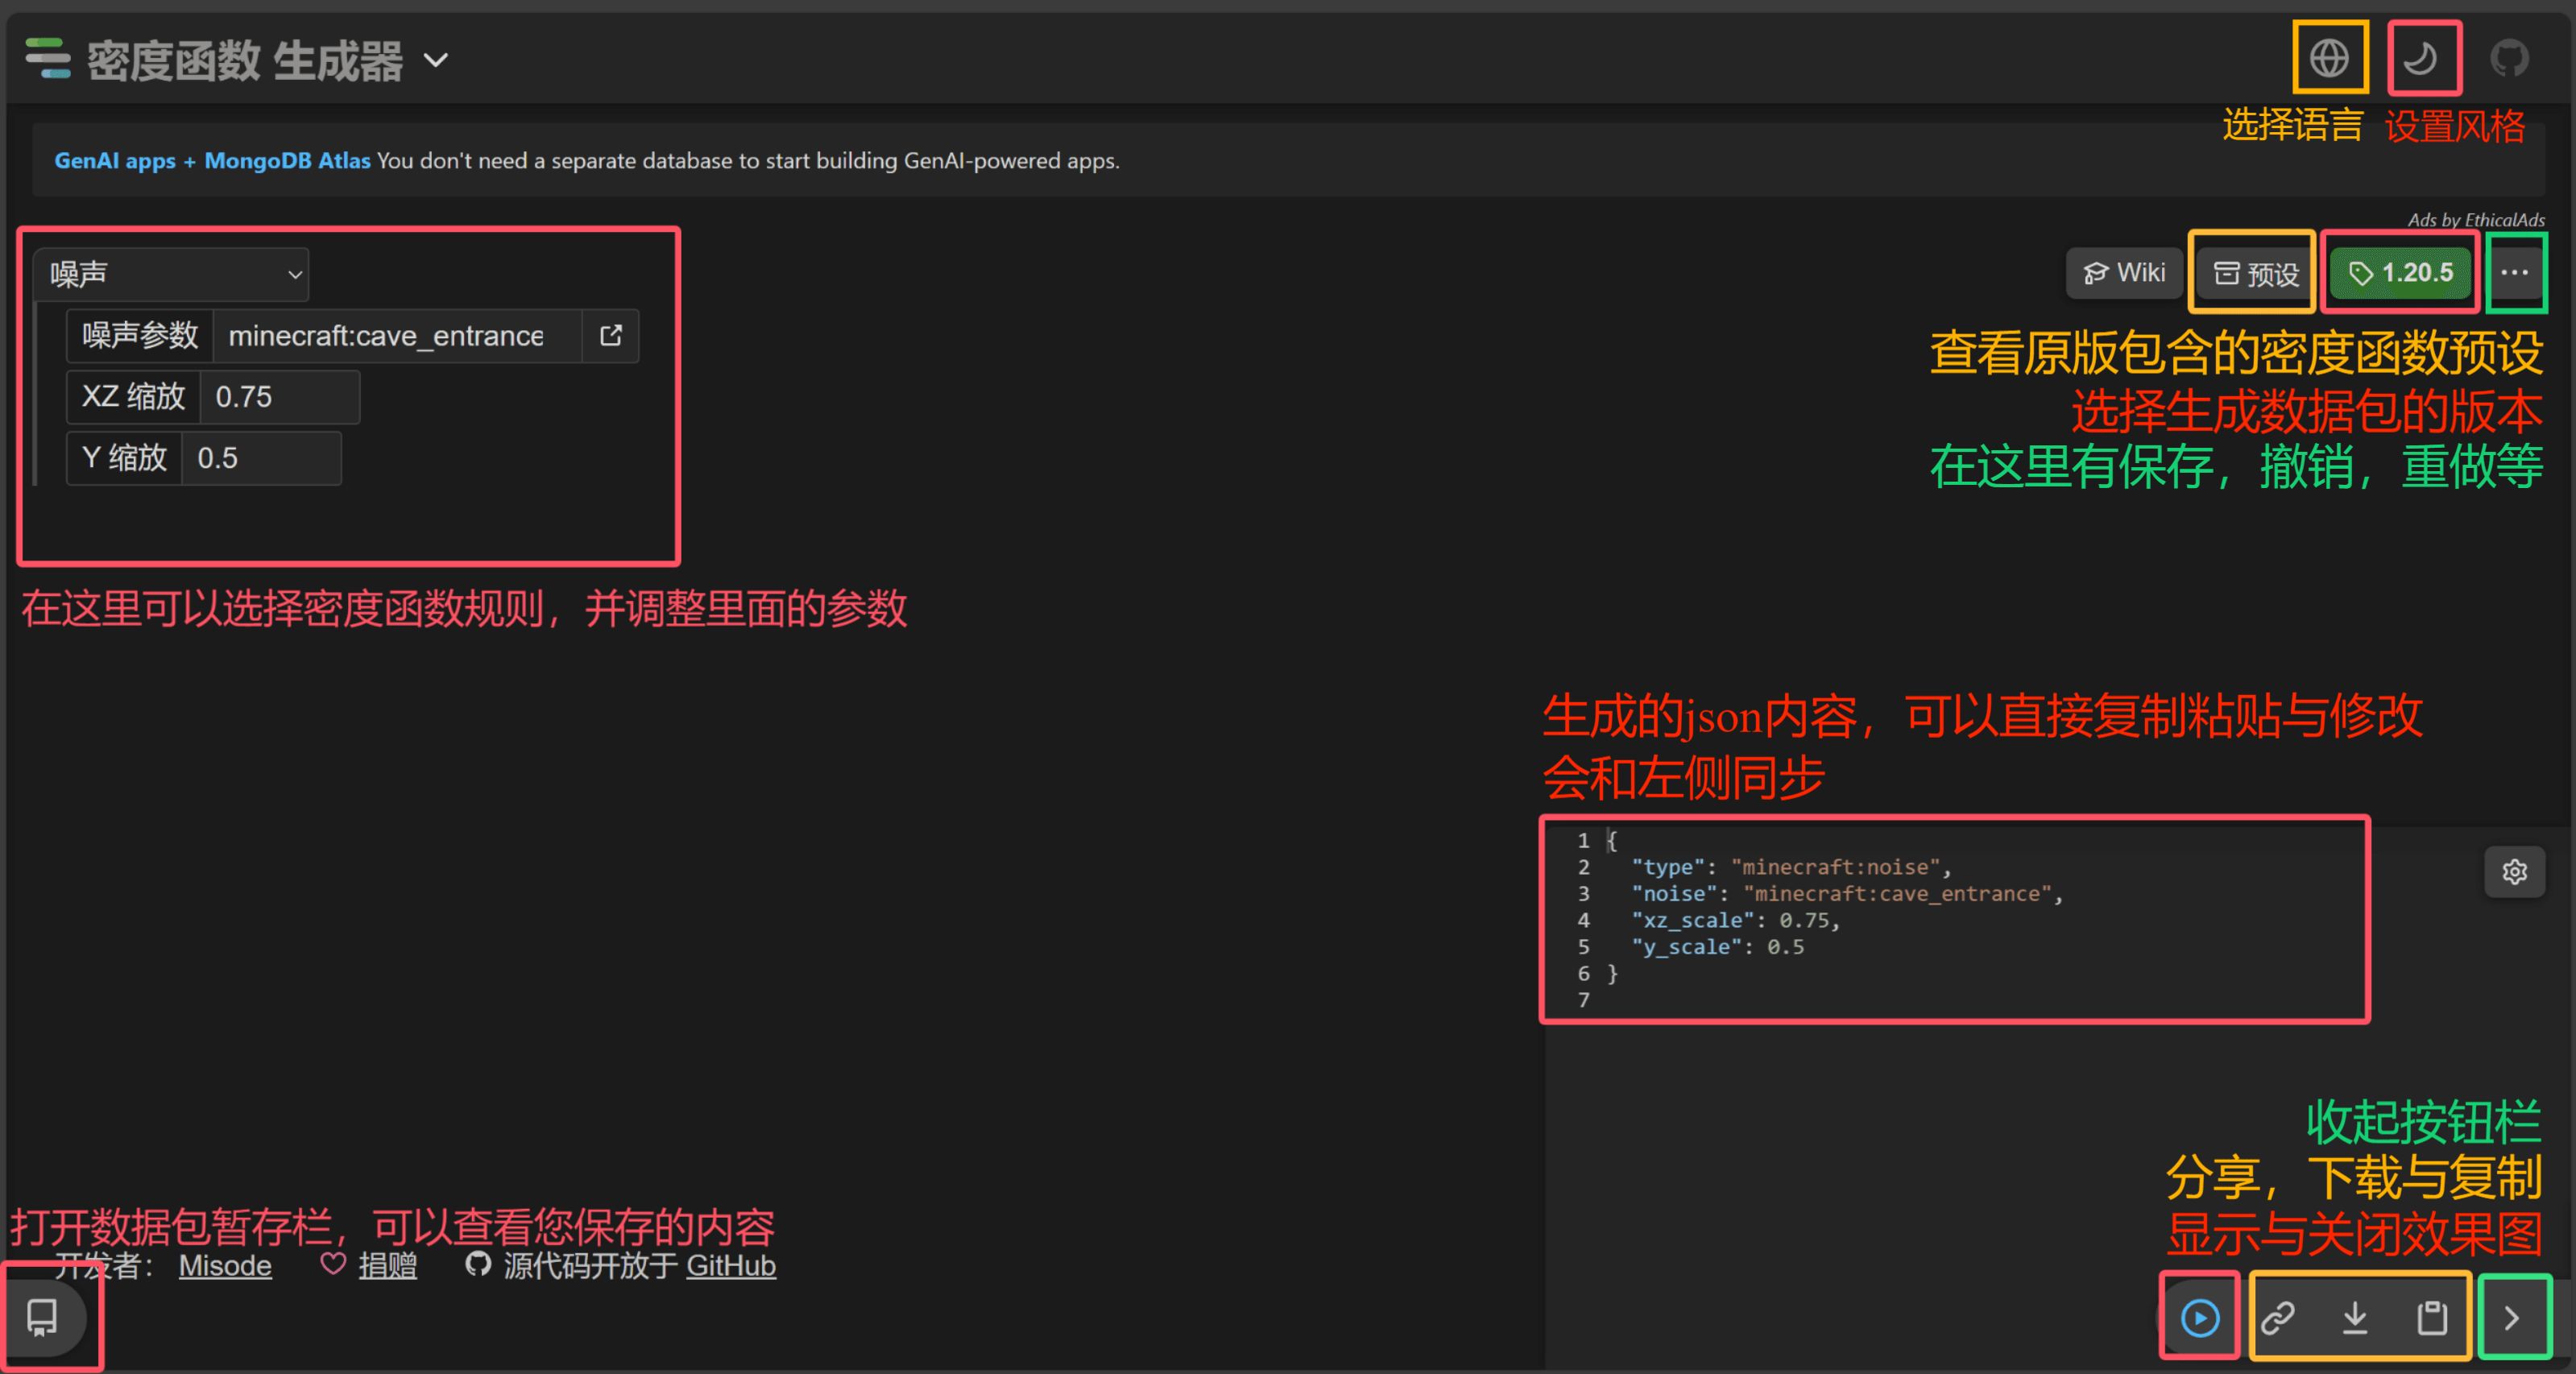 密度函数 生成器
选择语言 设置风格
GenAI apps + MongoDB Atlas You don't need a separate database to start building GenAI-powered apps.
Ads by EthicalAds
噪声
Wiki 预设 1.20.5
噪声参数 minecraft:cave_entrance
XZ 缩放 0.75
Y 缩放 0.5
查看原版包含的密度函数预设
选择生成数据包的版本
在这里有保存，撤销，重做等
在这里可以选择密度函数规则，并调整里面的参数
生成的json内容，可以直接复制粘贴与修改
会和左侧同步
1 {
2 "type": "minecraft:noise",
3 "noise": "minecraft:cave_entrance",
4 "xz_scale": 0.75,
5 "y_scale": 0.5
6 }
7
收起按钮栏
分享，下载与复制
显示与关闭效果图
打开数据包暂存栏，可以查看您保存的内容
开发者： Misode 捐赠 源代码开放于 GitHub